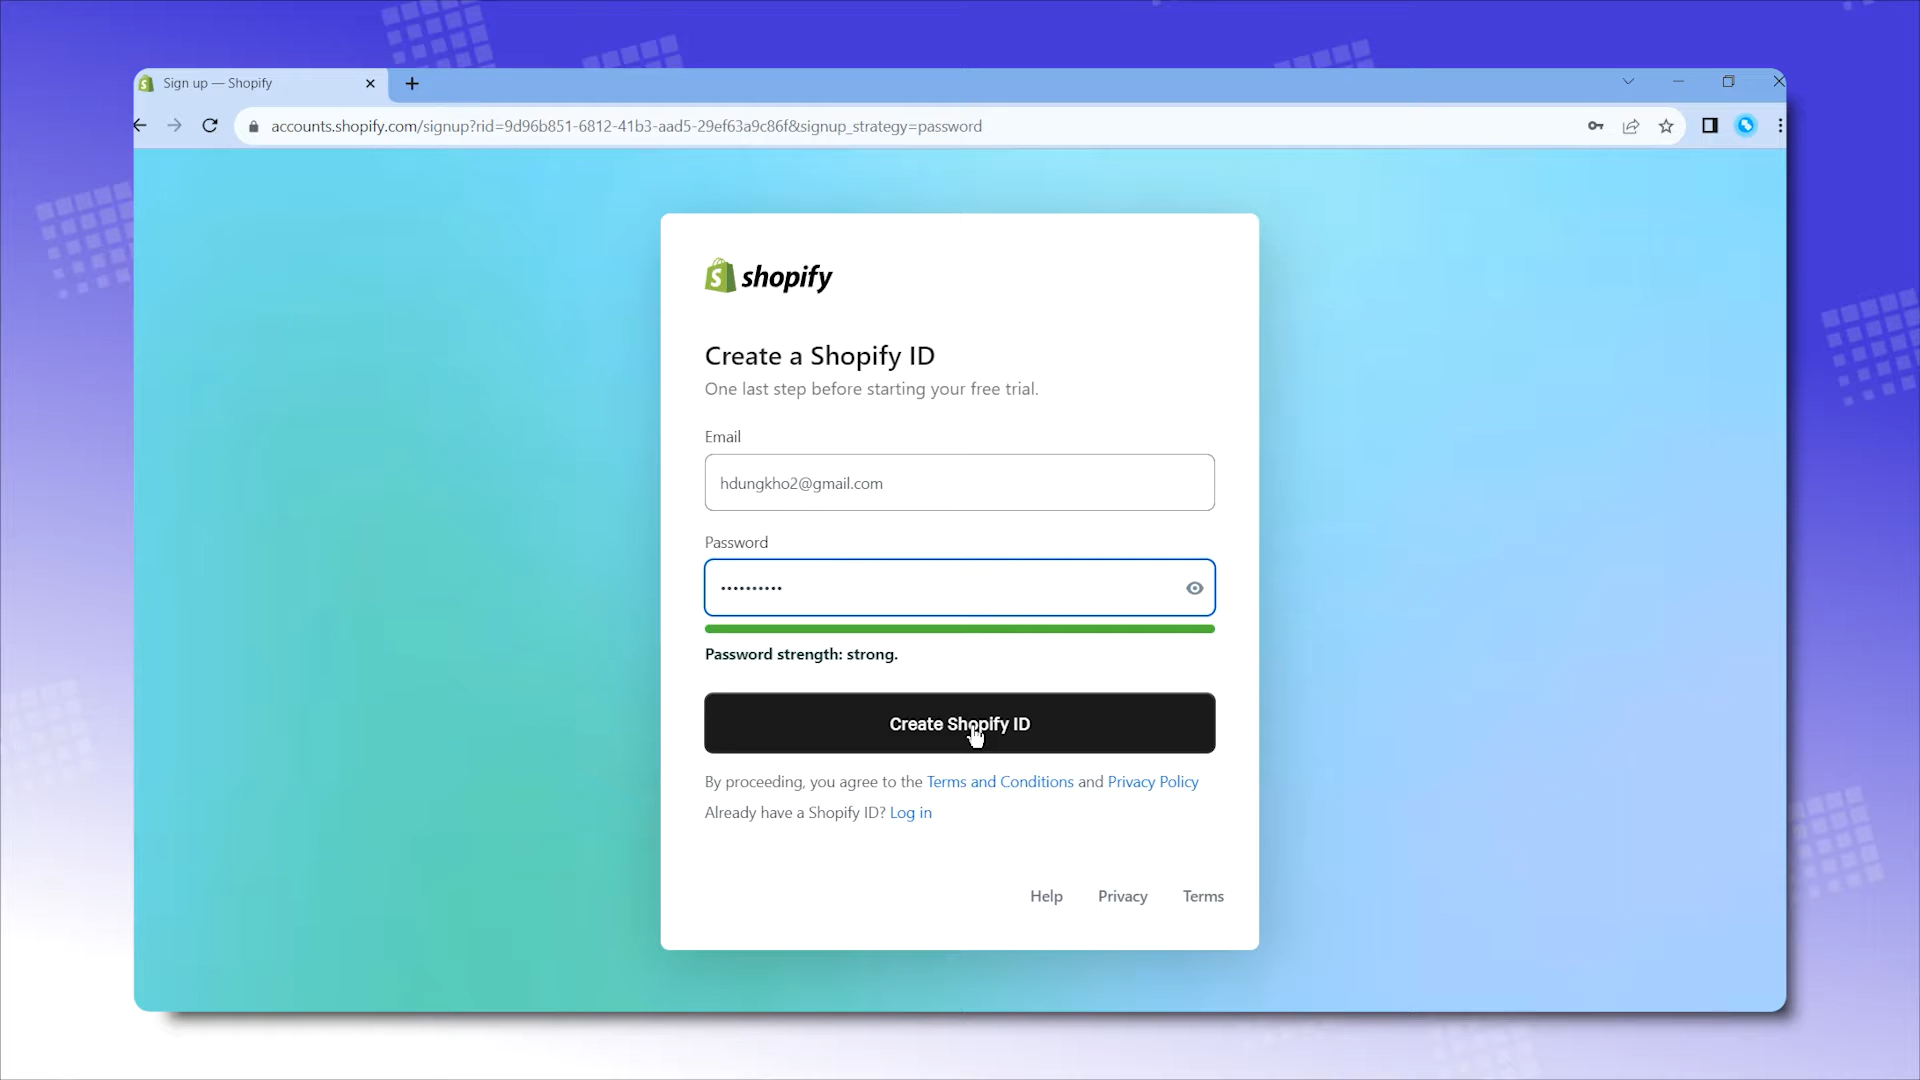 Sign up — Shopify
accounts.shopify.com/signup?rid=9d96b851-6812-41b3-aad5-29ef63a9c86f&signup_strategy=password
shopify
Create a Shopify ID
One last step before starting your free trial.
Email
hdungkho2@gmail.com
Password
••••••••••
Password strength: strong.
Create Shopify ID
By proceeding, you agree to the Terms and Conditions and Privacy Policy
Already have a Shopify ID? Log in
Help Privacy Terms